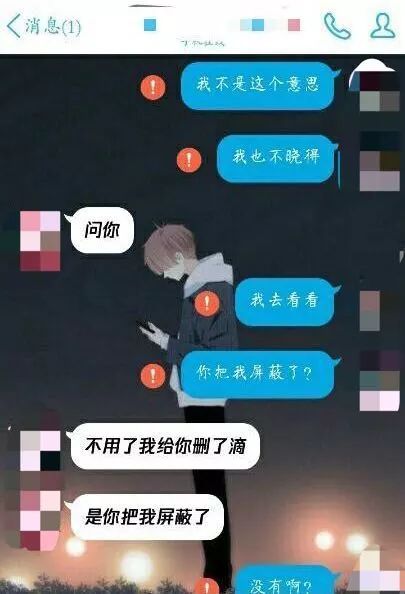 消息(1)
我不是这个意思
我也不晓得
问你
我去看看
你把我屏蔽了?
不用了我给你删了滴
是你把我屏蔽了
没有啊?